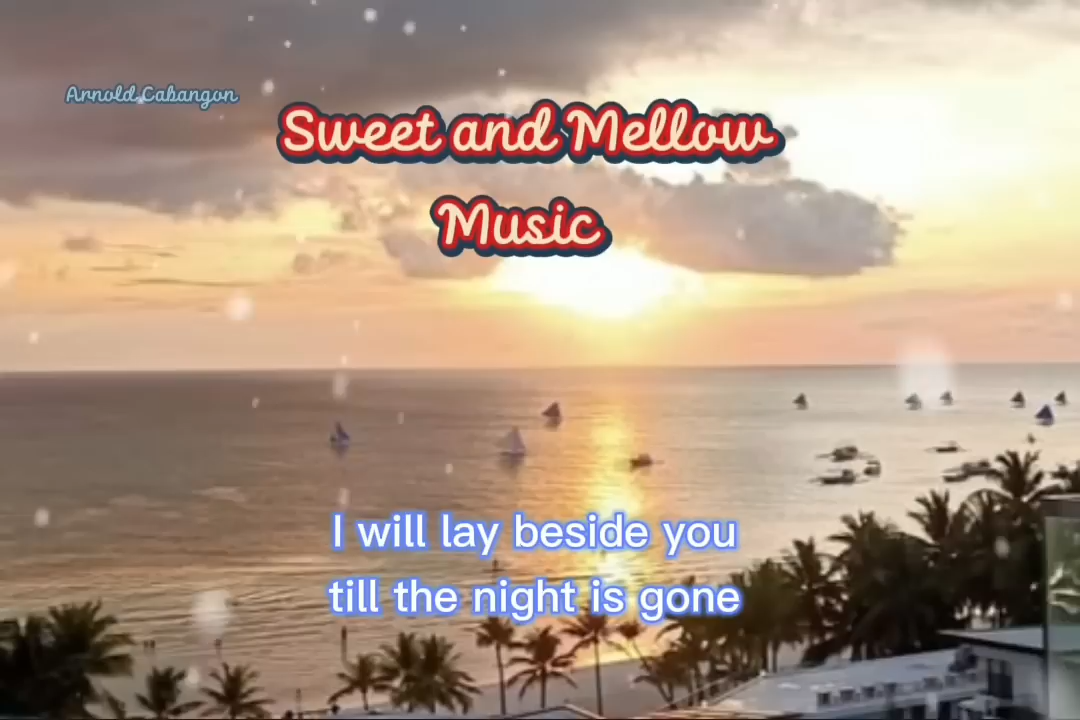 Arnold Cabangon
Sweet and Mellow
Music
I will lay beside you
till the night is gone